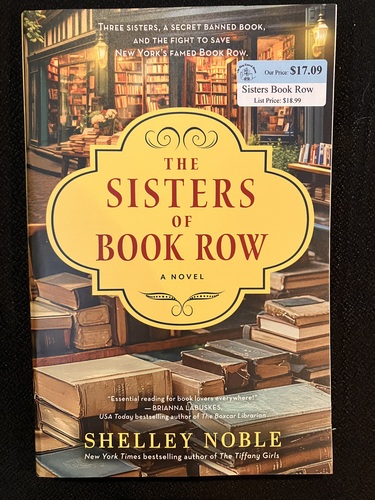 THREE SISTERS, A SECRET BANNED BOOK,
AND THE FIGHT TO SAVE
NEW YORK'S FAMED BOOK ROW.
Our Price: $17.09
Sisters Book Row
List Price: $18.99
THE
SISTERS
OF
BOOK ROW
A NOVEL
"Essential reading for book lovers everywhere!"
—BRIANNA LABUSKES,
USA Today bestselling author of The Boxcar Librarian
SHELLEY NOBLE
New York Times bestselling author of The Tiffany Girls